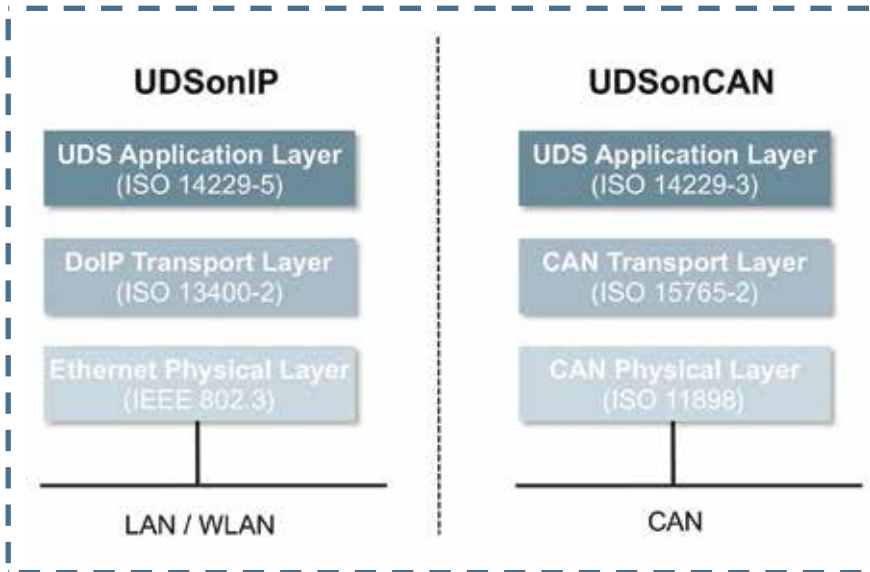 UDSonIP
UDS Application Layer
(ISO 14229-5)
DoIP Transport Layer
(ISO 13400-2)
Ethernet Physical Layer
(IEEE 802.3)
LAN / WLAN
UDSonCAN
UDS Application Layer
(ISO 14229-3)
CAN Transport Layer
(ISO 15765-2)
CAN Physical Layer
(ISO 11898)
CAN